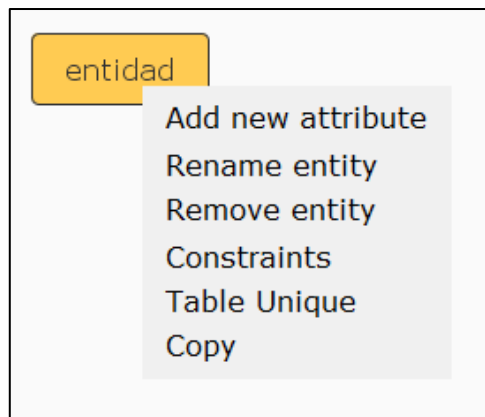 entidad
Add new attribute
Rename entity
Remove entity
Constraints
Table Unique
Copy